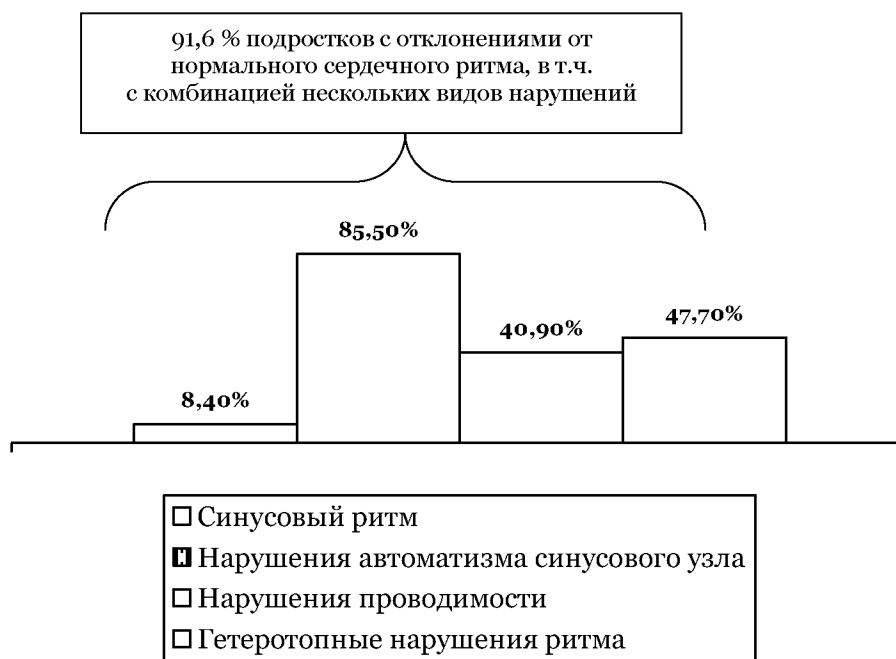 91,6 % подростков с отклонениями от
нормального сердечного ритма, в т.ч.
с комбинацией нескольких видов нарушений
85,50%
40,90%
47,70%
8,40%
Синусовый ритм
Нарушения автоматизма синусового узла
Нарушения проводимости
Гетеротопные нарушения ритма